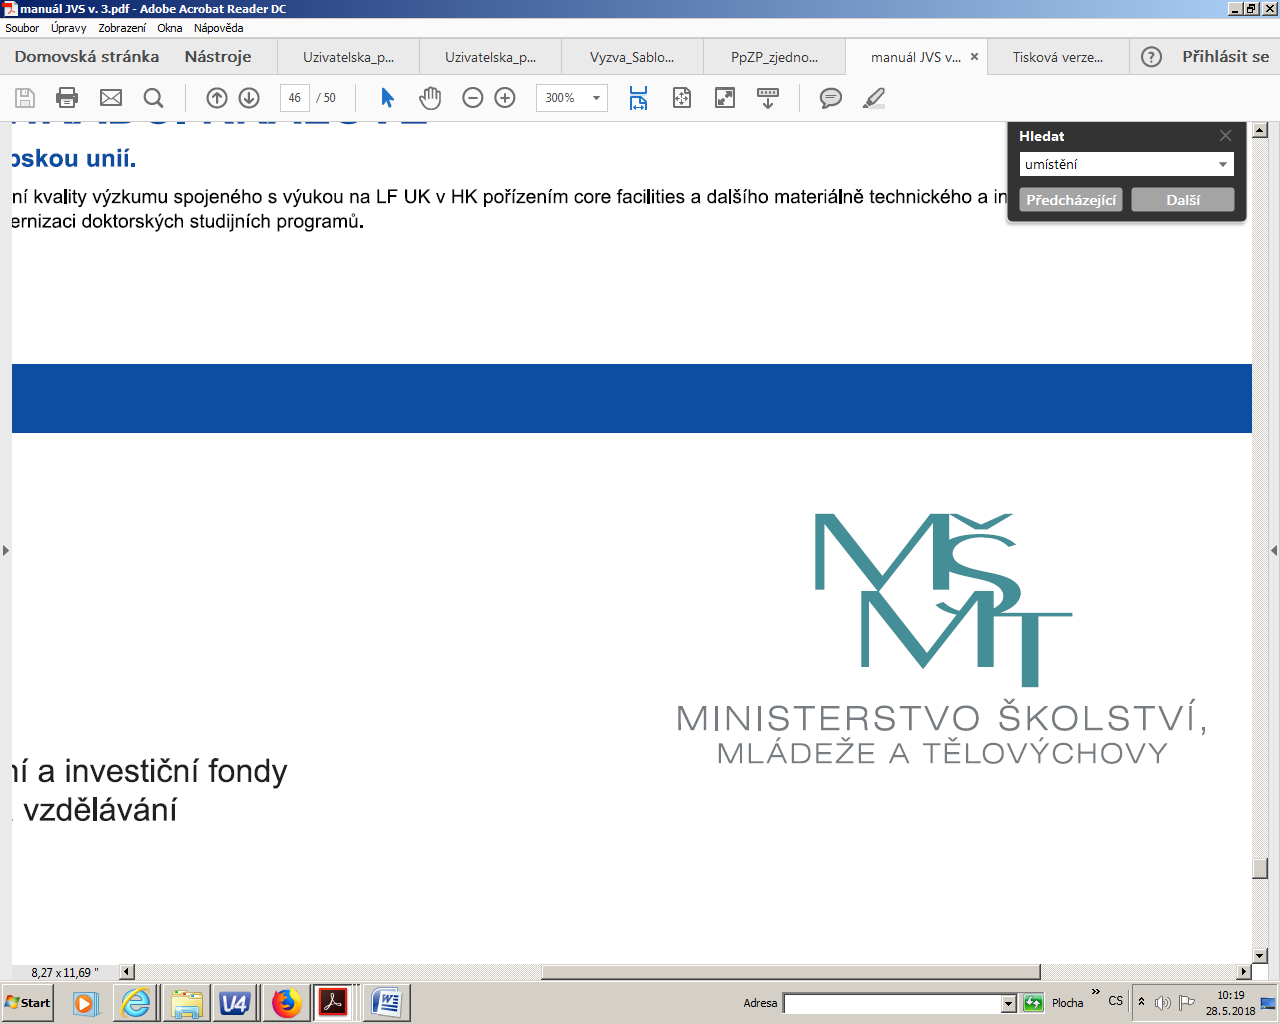 manuál JVS v. 3.pdf - Adobe Acrobat Reader DC
Soubor Úpravy Zobrazení Okna Nápověda
Domovská stránka Nástroje Uzivatelska_p... Uzivatelska_p... Vyzva_Sablo... PpZP_zjedno... manuál JVS v... × Tisková verze... Přihlásit se
46 / 50 300%
pskou unií.
ní kvality výzkumu spojeného s výukou na LF UK v HK pořízením core facilities a dalšího materiálně technického a in
ernizaci doktorských studijních programů.
Hledat
umístění
Předcházející Další
MŠMT
MINISTERSTVO ŠKOLSTVÍ,
MLÁDEŽE A TĚLOVÝCHOVY
ní a investiční fondy
vzdělávání
8,27 x 11,69 "
Start V4 Adresa Plocha » CS 10:19
28.5.2018